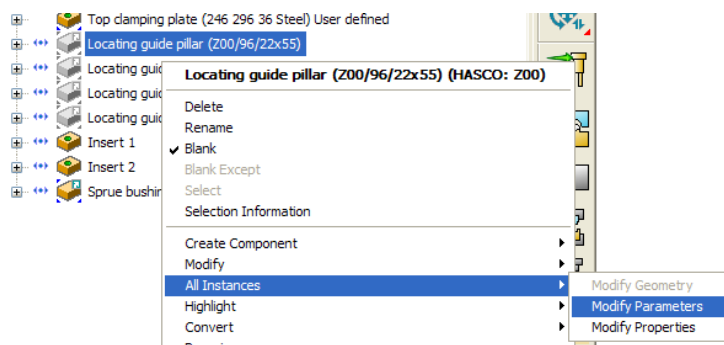 Top clamping plate (246 296 36 Steel) User defined
Locating guide pillar (Z00/96/22x55)
Locating guid
Locating guide pillar (Z00/96/22x55) (HASCO: Z00)
Locating guid
Locating guid
Delete
Rename
Insert 1
Blank
Insert 2
Blank Except
Sprue bushin
Select
Selection Information
Create Component
Modify
All Instances
Modify Geometry
Highlight
Modify Parameters
Convert
Modify Properties